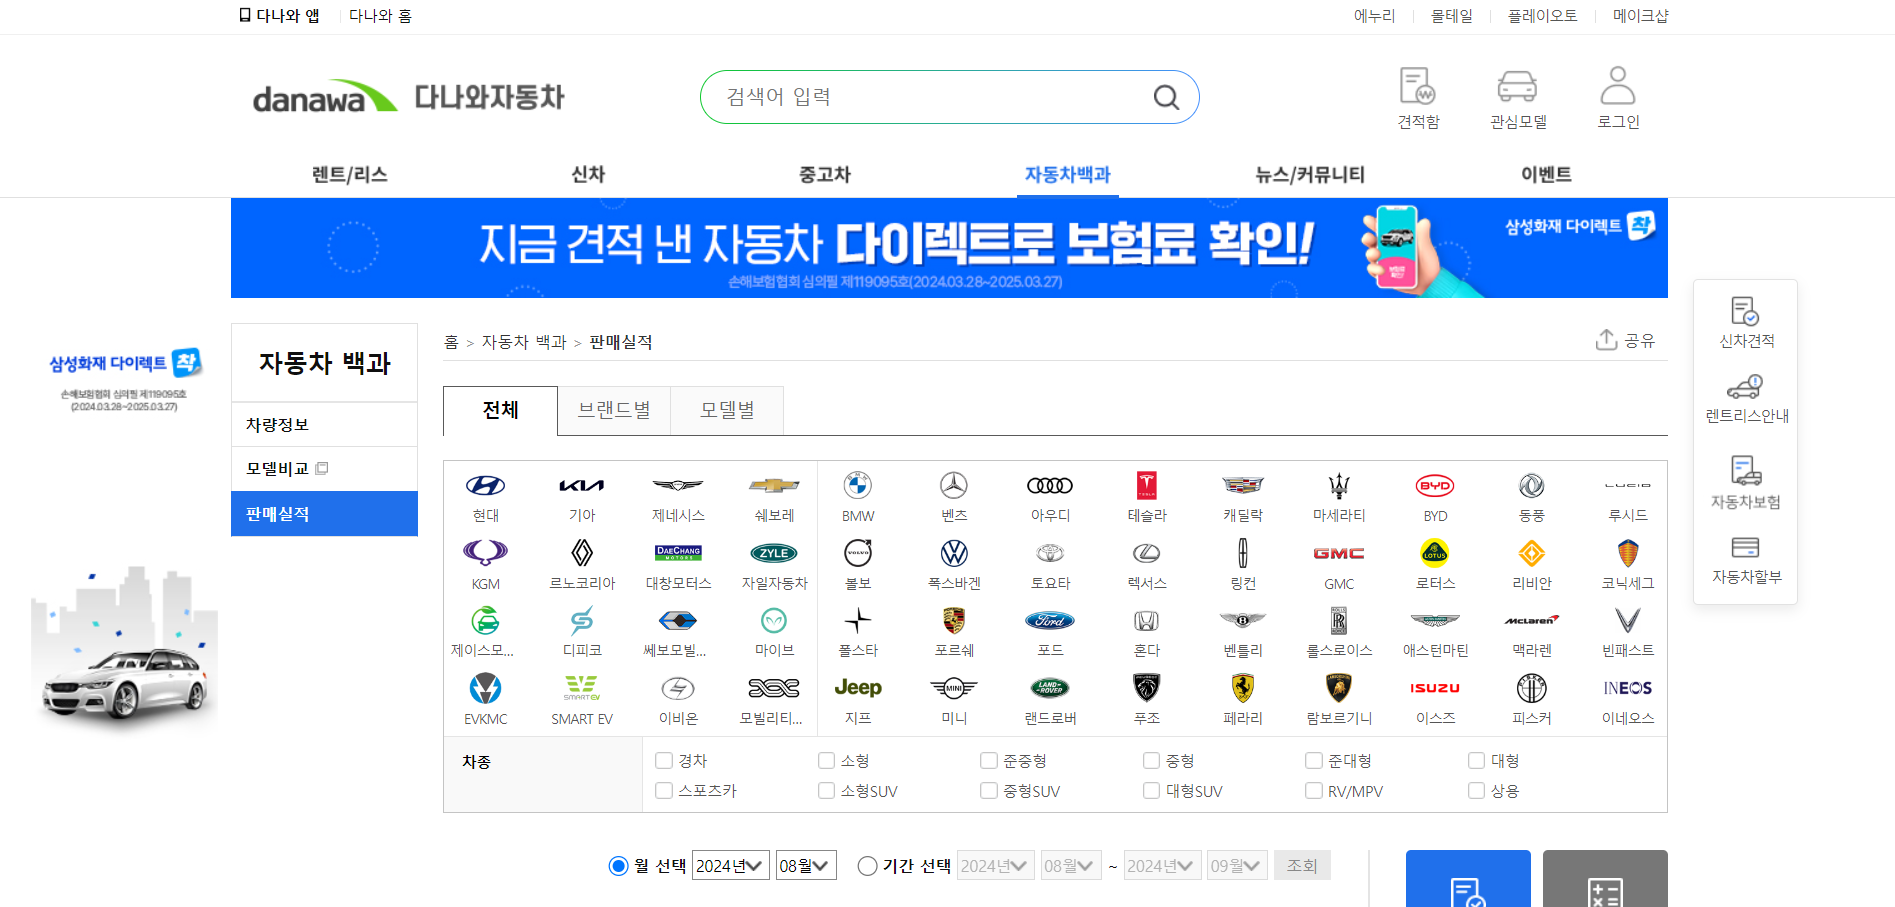 다나와 앱 다나와 홈 에누리 몰테일 플레이오토 메이크샵
danawa 다나와자동차
검색어 입력
견적함 관심모델 로그인
렌트/리스 신차 중고차 자동차백과 뉴스/커뮤니티 이벤트
지금 견적 낸 자동차 다이렉트로 보험료 확인!
손해보험협회 심의필 제119095호(2024.03.28~2025.03.27)
보험료
확인!
삼성화재 다이렉트 착
삼성화재 다이렉트 착
손해보험협회 심의필 제119095호
(2024.03.28~2025.03.27)
자동차 백과
차량정보
모델비교
판매실적
홈 > 자동차 백과 > 판매실적
공유
전체 브랜드별 모델별
현대 기아 제네시스 쉐보레 BMW 벤츠 아우디 테슬라 캐딜락 마세라티 BYD 동풍 루시드
KGM 르노코리아 대창모터스 자일자동차 볼보 폭스바겐 토요타 렉서스 링컨 GMC 로터스 리비안 코닉세그
제이스모... 디피코 쎄보모빌... 마이브 폴스타 포르쉐 포드 혼다 벤틀리 롤스로이스 애스턴마틴 맥라렌 빈패스트
EVKMC SMART EV 이비온 모빌리티... 지프 미니 랜드로버 푸조 페라리 람보르기니 이스즈 피스커 이네오스
차종
경차 소형 준중형 중형 준대형 대형
스포츠카 소형SUV 중형SUV 대형SUV RV/MPV 상용
월 선택 2024년 08월 기간 선택 2024년 08월 ~ 2024년 09월 조회
신차견적
렌트리스안내
자동차보험
자동차할부